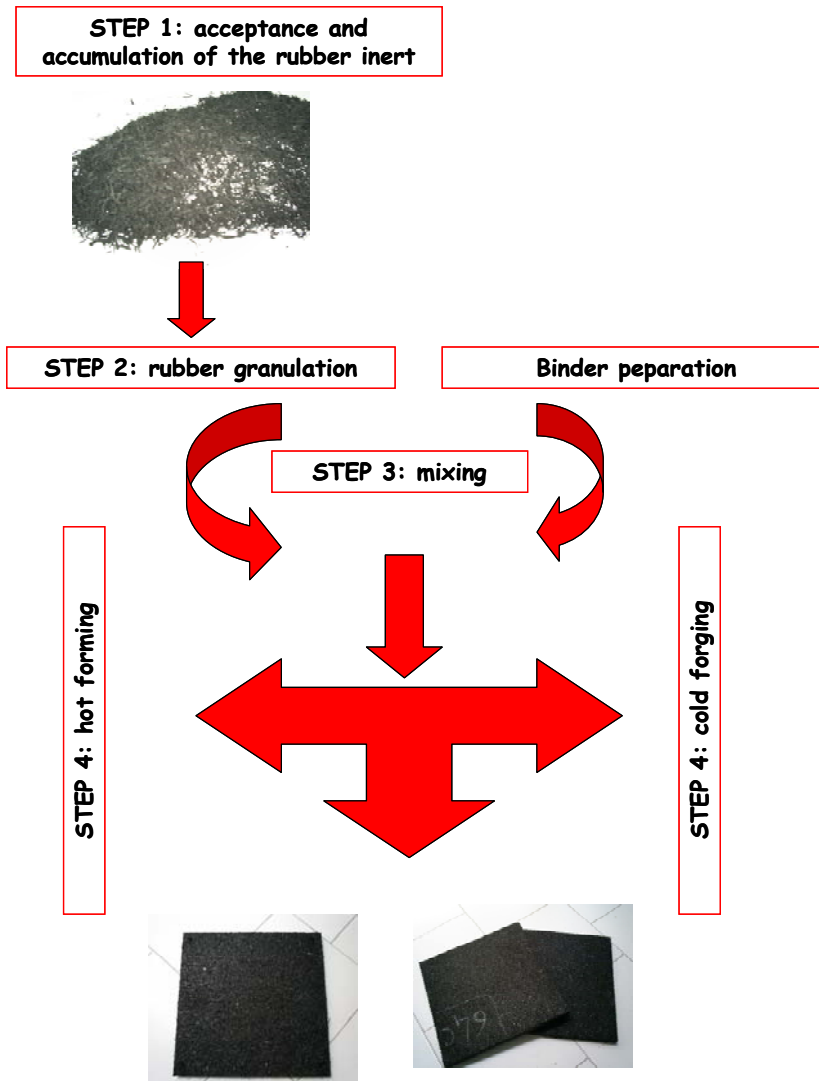 STEP 1: acceptance and
accumulation of the rubber inert
STEP 2: rubber granulation
Binder peparation
STEP 3: mixing
STEP 4: hot forming
STEP 4: cold forging
079